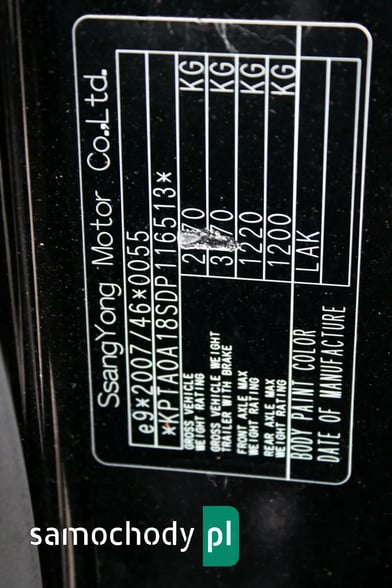 SsangYong Motor Co.,Ltd.
e9*2007/46*0055
*KPTA0A18SDP116513*
GROSS VEHICLE
WEIGHT RATING KG
GROSS VEHICLE WEIGHT
TRAILER WITH BRAKE KG
FRONT AXLE MAX
WEIGHT RATING 1220 KG
REAR AXLE MAX
WEIGHT RATING 1200 KG
BODY PAINT COLOR LAK
DATE OF MANUFACTURE
samochody pl